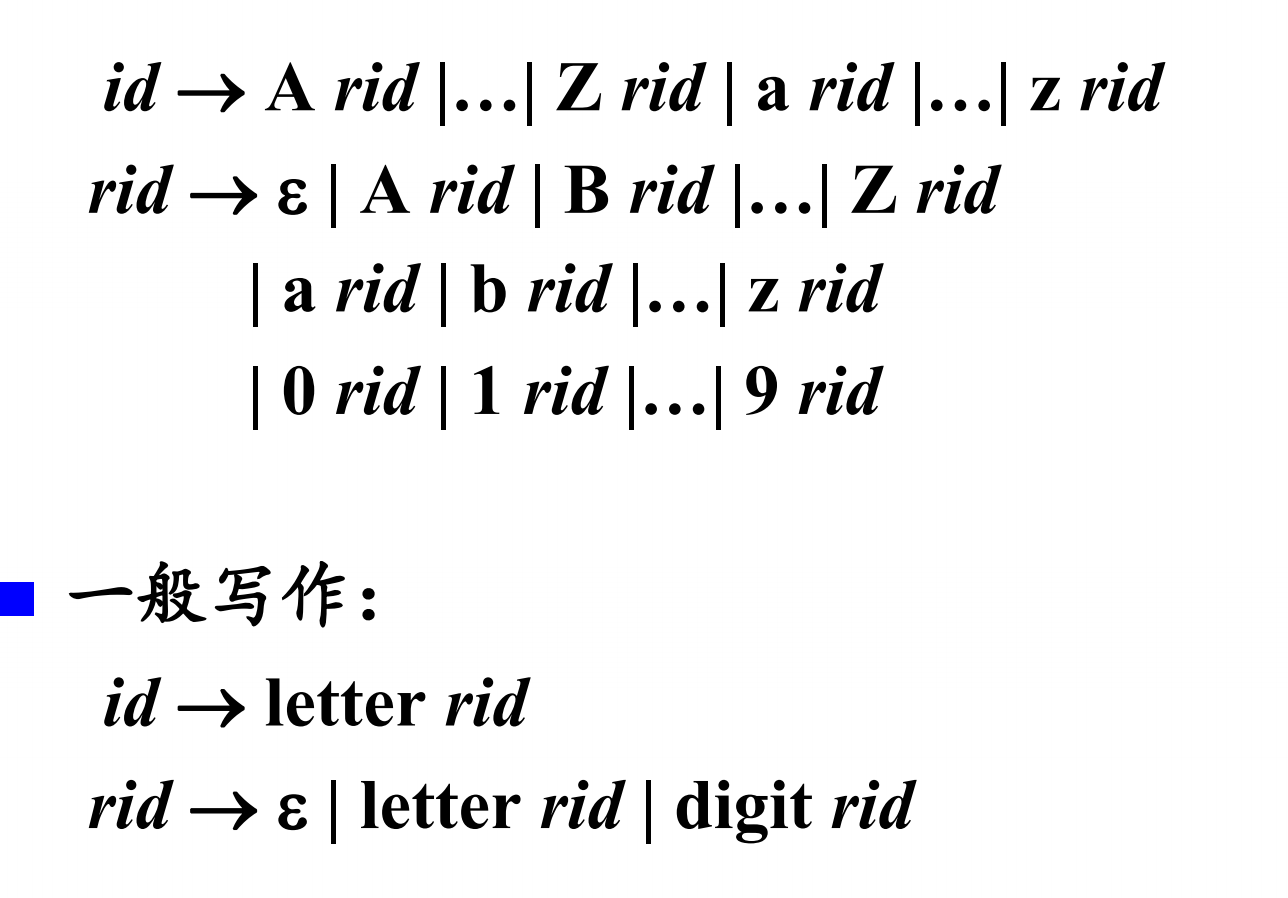 id → A rid |…| Z rid | a rid |…| z rid
rid → ε | A rid | B rid |…| Z rid
| a rid | b rid |…| z rid
| 0 rid | 1 rid |…| 9 rid
一般写作：
id → letter rid
rid → ε | letter rid | digit rid